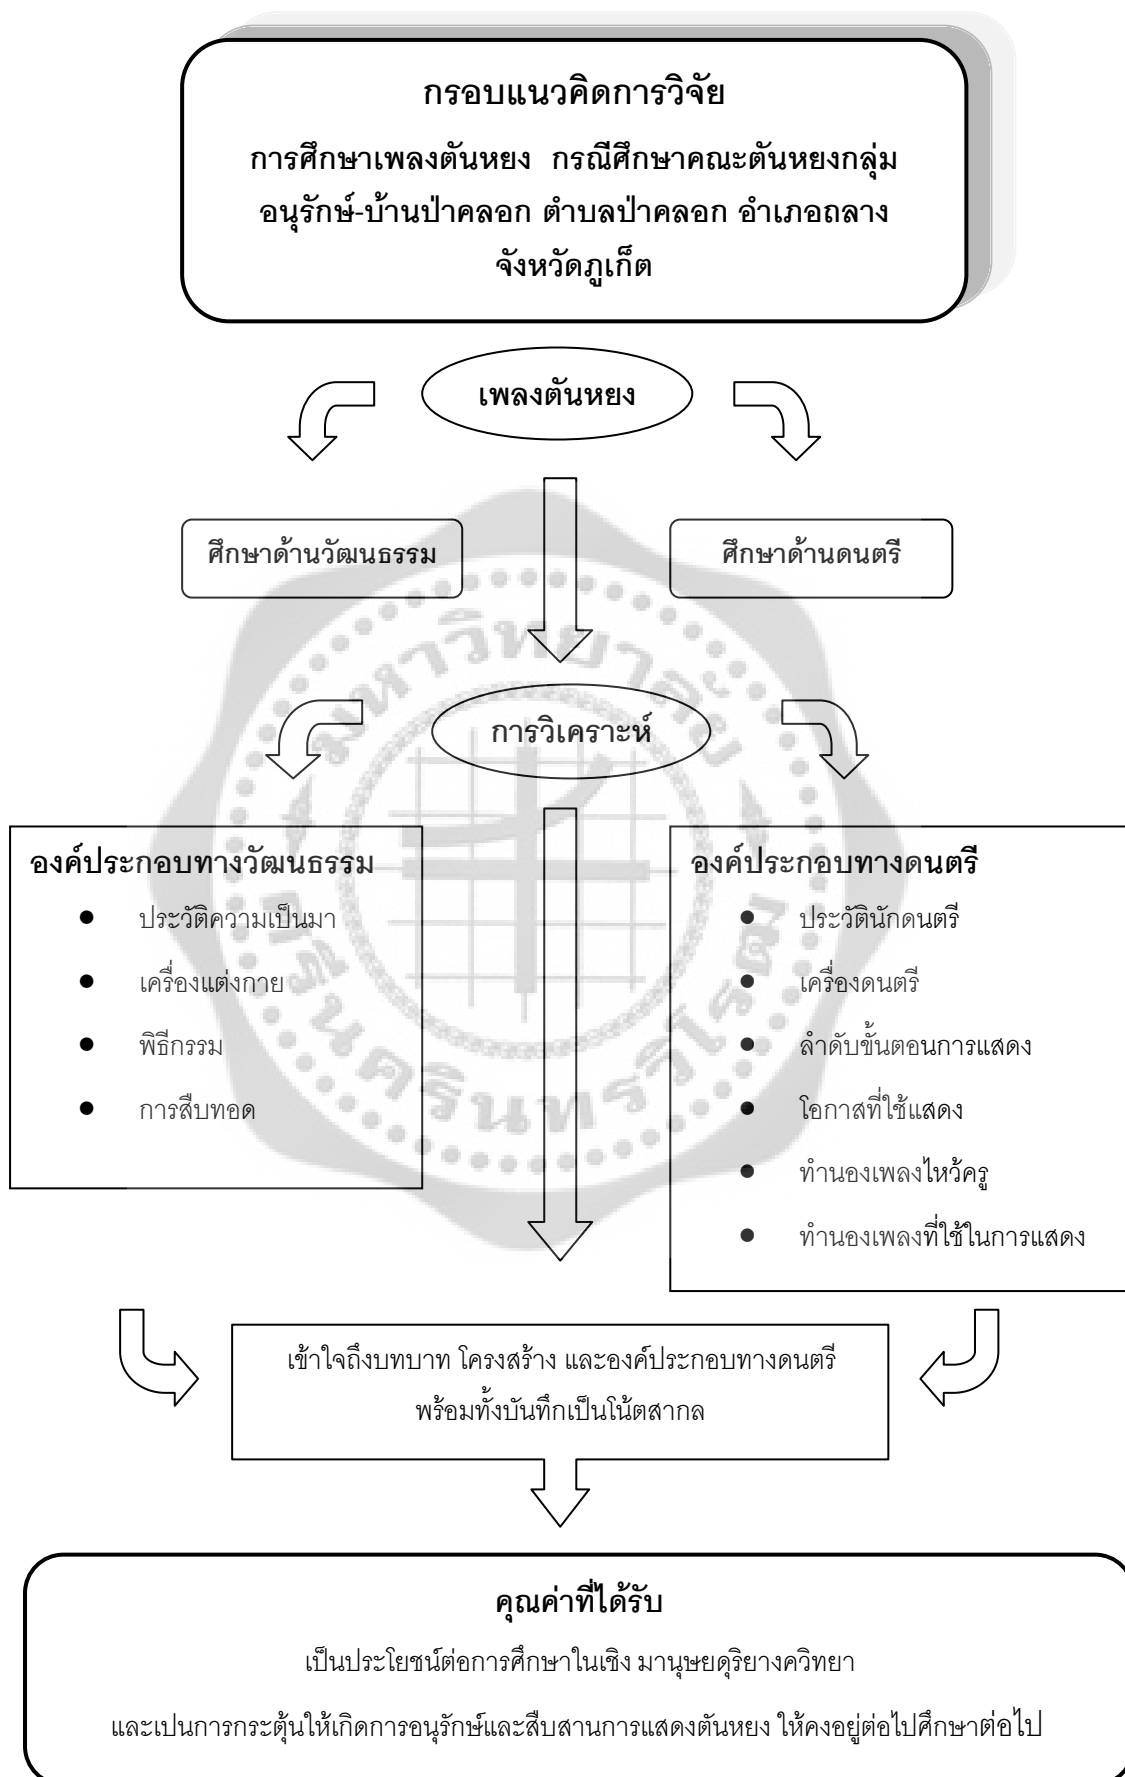 กรอบแนวคิดการวิจัย
การศึกษาเพลงตันหยง กรณีศึกษาคณะตันหยงกลุ่ม
อนุรักษ์-บ้านป่าคลอก ตำบลป่าคลอก อำเภอถลาง
จังหวัดภูเก็ต
เพลงตันหยง
ศึกษาด้านวัฒนธรรม
ศึกษาด้านดนตรี
มหาวิทยาลัย
การวิเคราะห์
องค์ประกอบทางวัฒนธรรม
● ประวัติความเป็นมา
● เครื่องแต่งกาย
● พิธีกรรม
● การสืบทอด
องค์ประกอบทางดนตรี
● ประวัตินักดนตรี
● เครื่องดนตรี
● ลำดับขั้นตอนการแสดง
● โอกาสที่ใช้แสดง
● ทำนองเพลงไหว้ครู
● ทำนองเพลงที่ใช้ในการแสดง
ศรีนครินทรวิโรฒ
เข้าใจถึงบทบาท โครงสร้าง และองค์ประกอบทางดนตรี
พร้อมทั้งบันทึกเป็นโน้ตสากล
คุณค่าที่ได้รับ
เป็นประโยชน์ต่อการศึกษาในเชิง มานุษยดุริยางควิทยา
และเปนการกระตุ้นให้เกิดการอนุรักษ์และสืบสานการแสดงตันหยง ให้คงอยู่ต่อไปศึกษาต่อไป